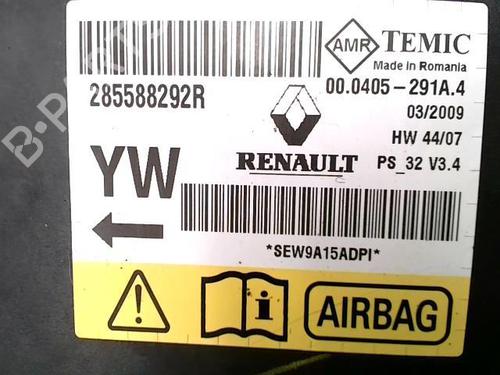 AMR TEMIC
Made in Romania
285588292R
00.0405-291A.4
03/2009
HW 44/07
YW
RENAULT
PS_32 V3.4
*SEW9A15ADPI*
AIRBAG
B-PARTS